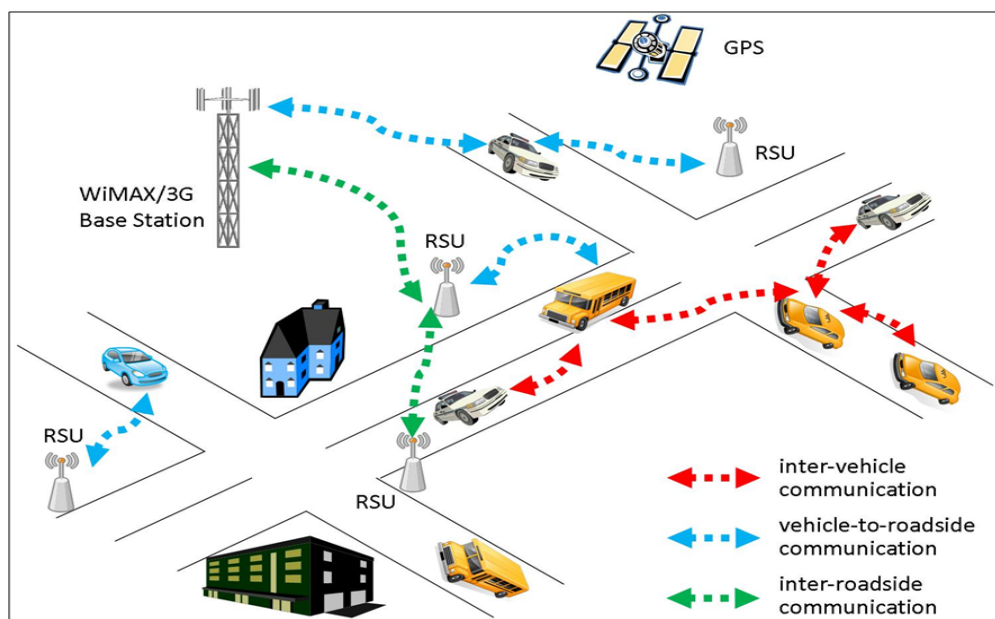 GPS
RSU
WiMAX/3G
Base Station
RSU
RSU
RSU
inter-vehicle
communication
vehicle-to-roadside
communication
inter-roadside
communication